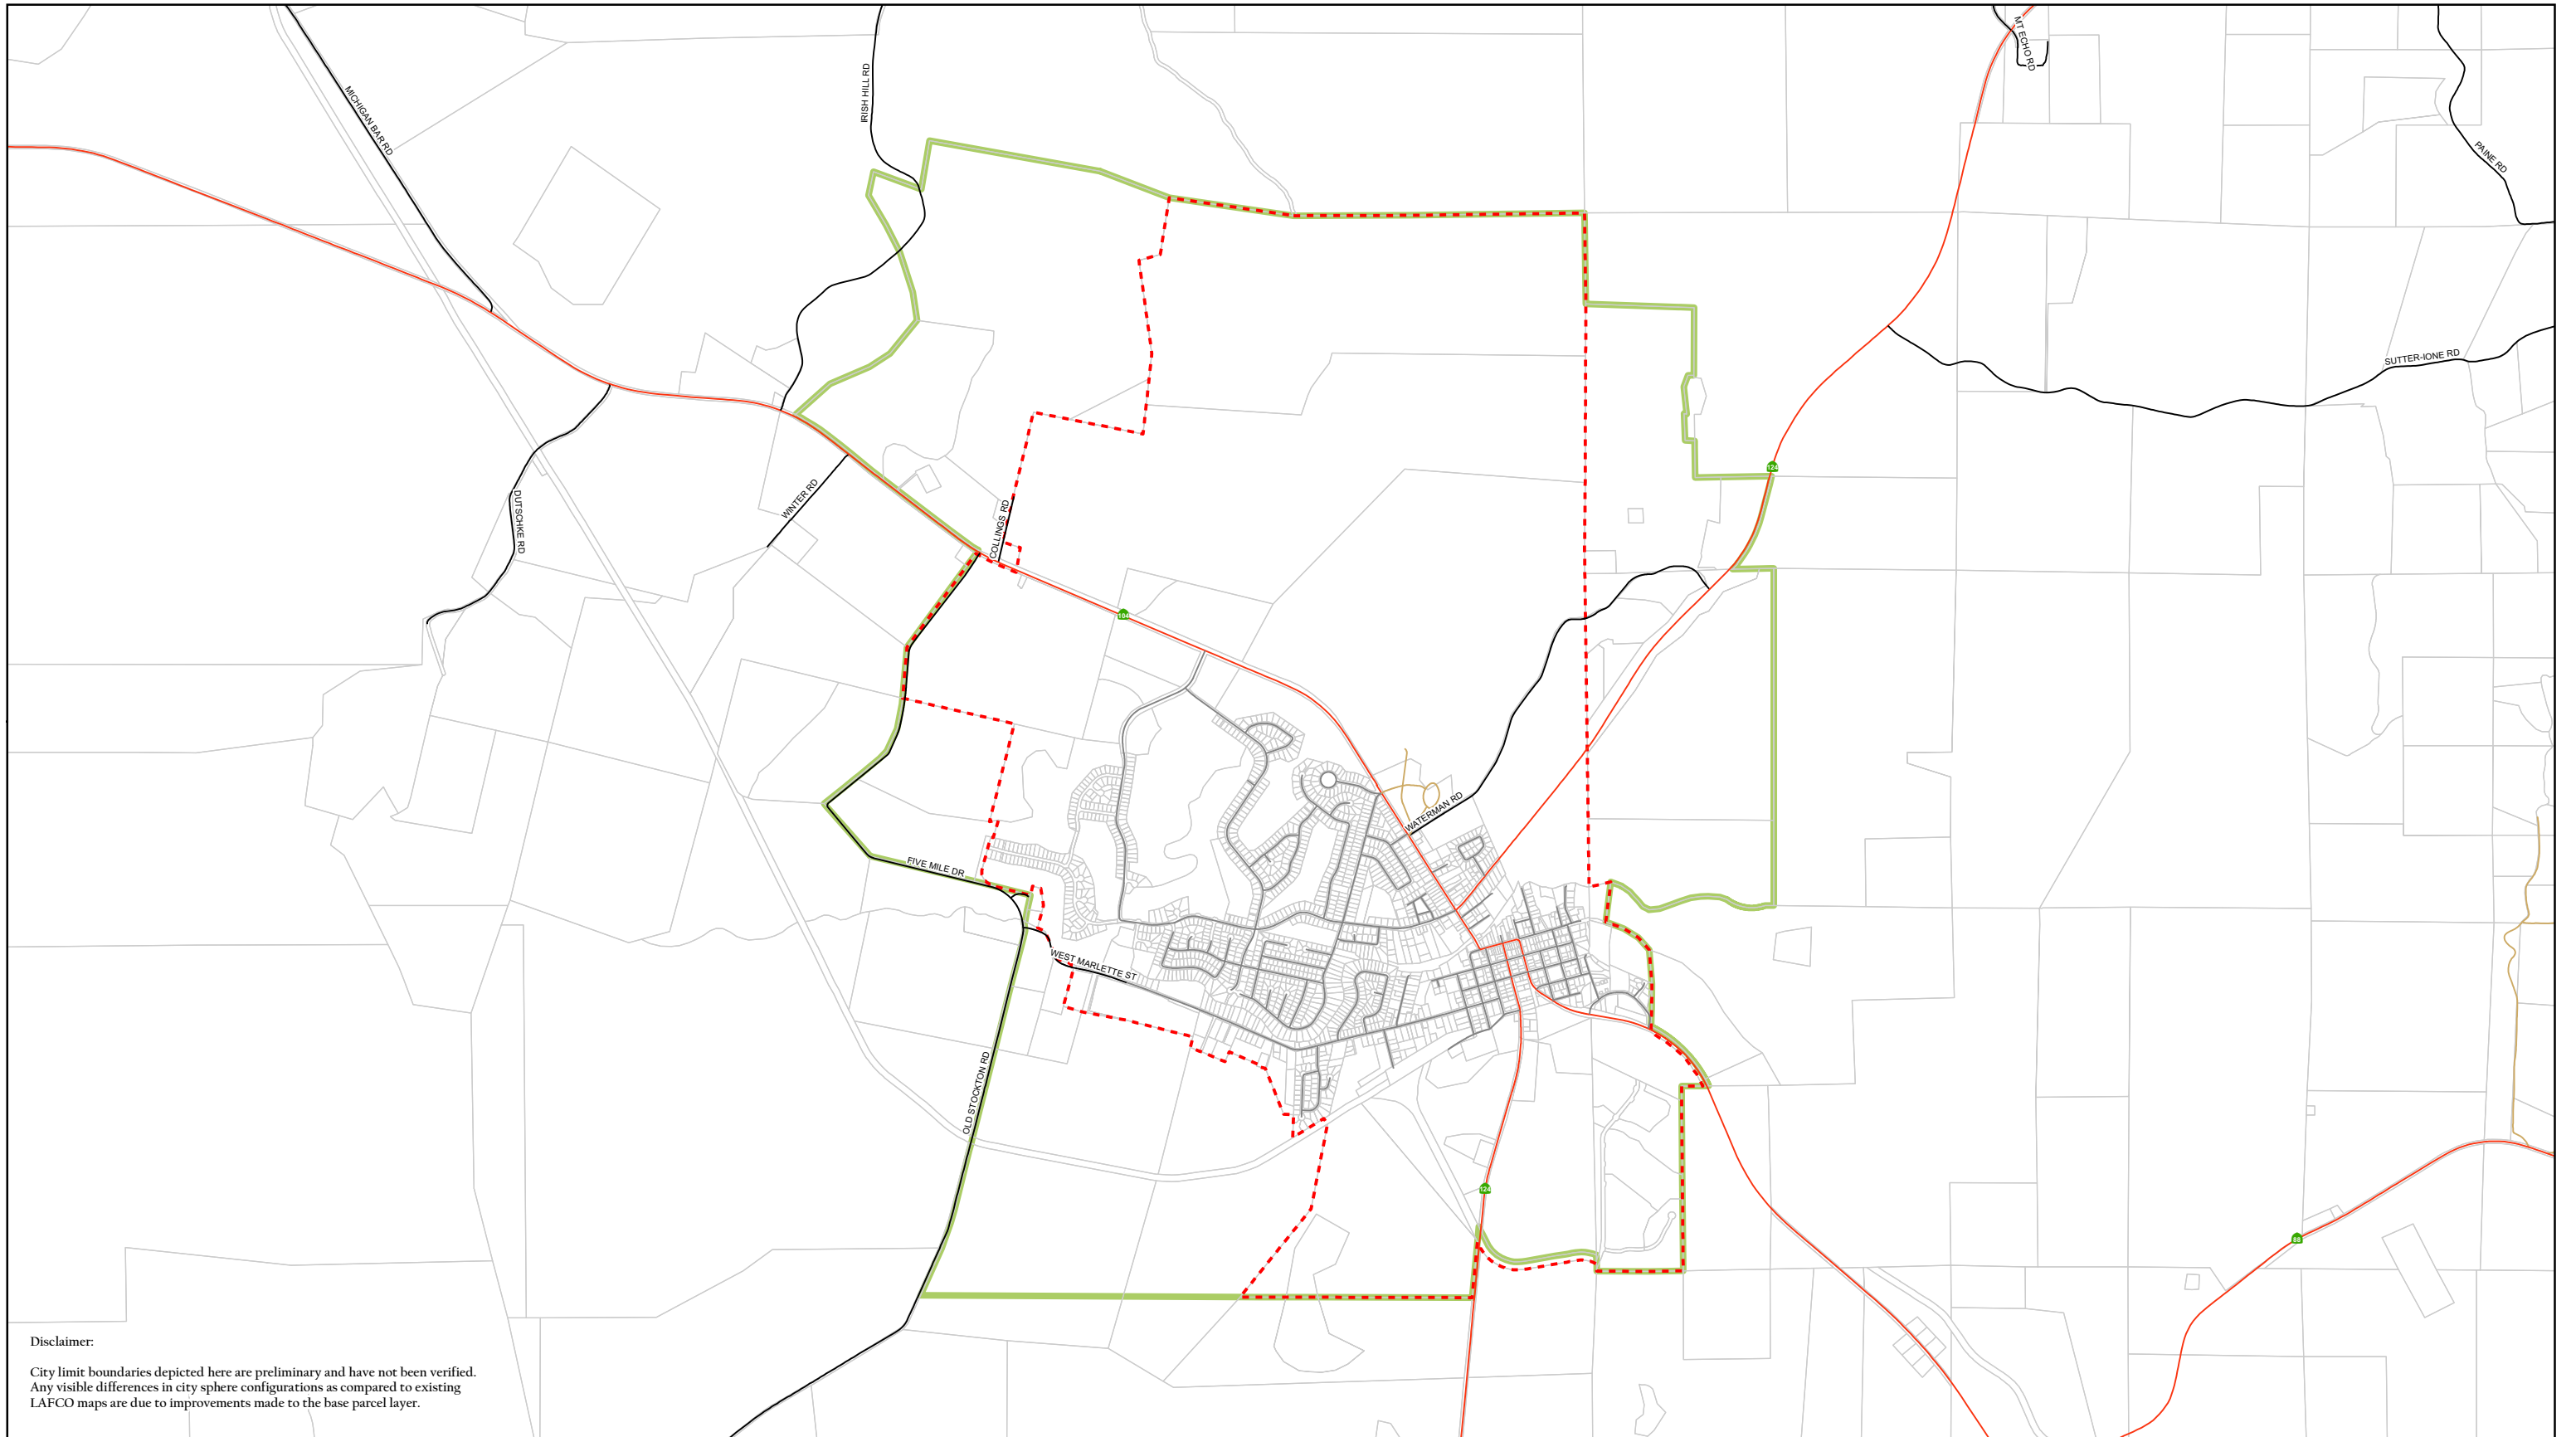 MT ECHO RD
IRISH HILL RD
MICHIGAN BAR RD
PAINE RD
SUTTER-IONE RD
124
WINTER RD
DUTSCHKE RD
COLLINGS RD
104
WATERMAN RD
FIVE MILE DR
WEST MARLETTE ST
OLD STOCKTON RD
124
88
Disclaimer:
City limit boundaries depicted here are preliminary and have not been verified.
Any visible differences in city sphere configurations as compared to existing
LAFCO maps are due to improvements made to the base parcel layer.